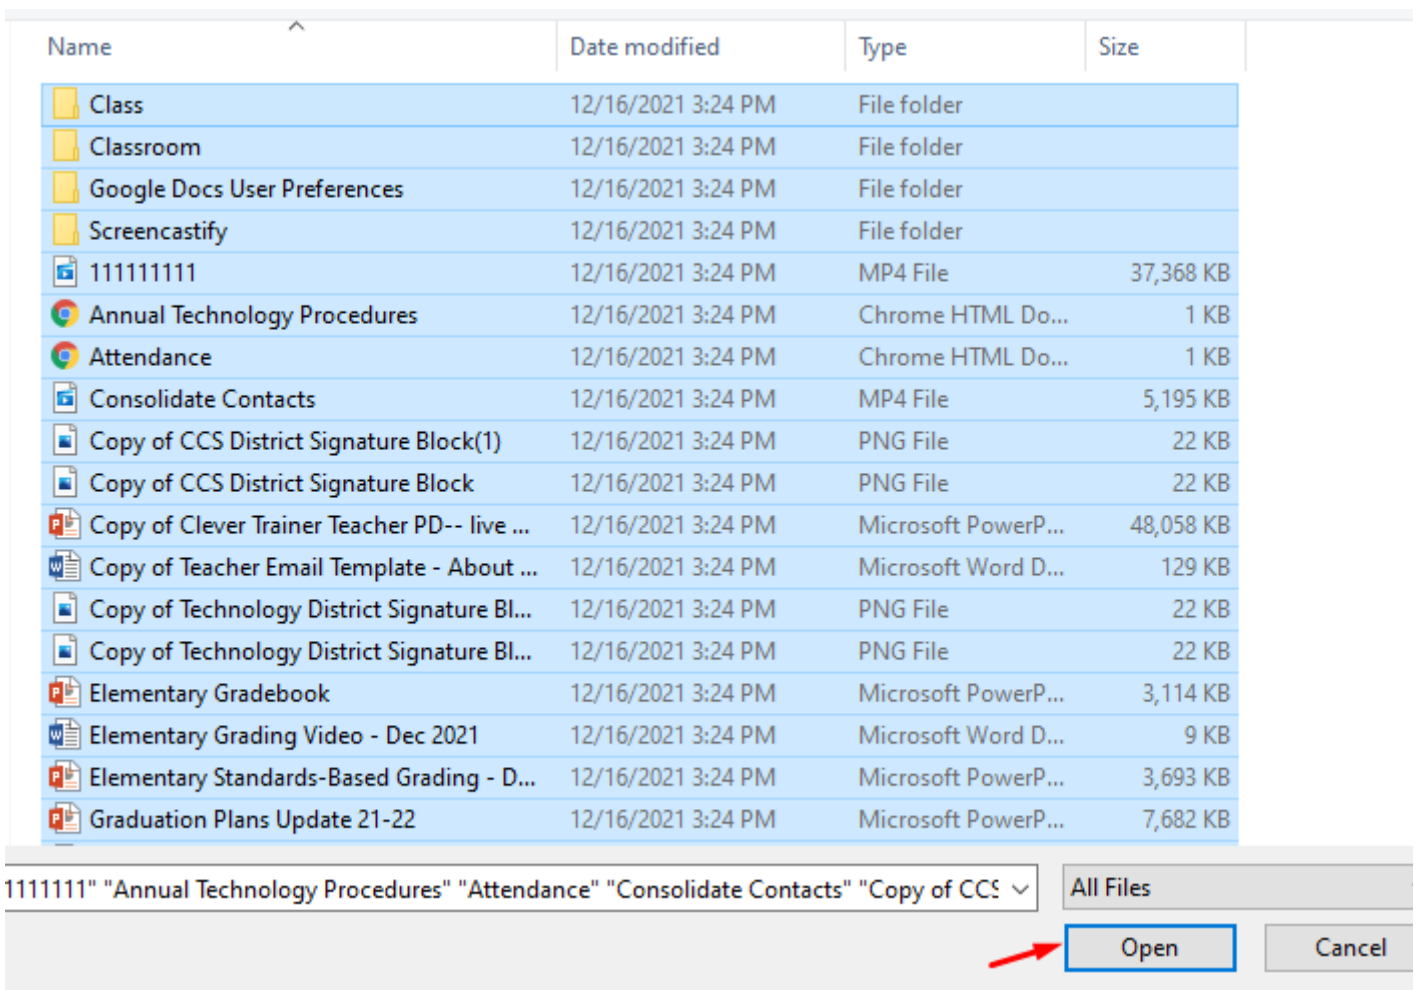 Name Date modified Type Size
Class 12/16/2021 3:24 PM File folder
Classroom 12/16/2021 3:24 PM File folder
Google Docs User Preferences 12/16/2021 3:24 PM File folder
Screencastify 12/16/2021 3:24 PM File folder
111111111 12/16/2021 3:24 PM MP4 File 37,368 KB
Annual Technology Procedures 12/16/2021 3:24 PM Chrome HTML Do... 1 KB
Attendance 12/16/2021 3:24 PM Chrome HTML Do... 1 KB
Consolidate Contacts 12/16/2021 3:24 PM MP4 File 5,195 KB
Copy of CCS District Signature Block(1) 12/16/2021 3:24 PM PNG File 22 KB
Copy of CCS District Signature Block 12/16/2021 3:24 PM PNG File 22 KB
Copy of Clever Trainer Teacher PD-- live ... 12/16/2021 3:24 PM Microsoft PowerP... 48,058 KB
Copy of Teacher Email Template - About ... 12/16/2021 3:24 PM Microsoft Word D... 129 KB
Copy of Technology District Signature Bl... 12/16/2021 3:24 PM PNG File 22 KB
Copy of Technology District Signature Bl... 12/16/2021 3:24 PM PNG File 22 KB
Elementary Gradebook 12/16/2021 3:24 PM Microsoft PowerP... 3,114 KB
Elementary Grading Video - Dec 2021 12/16/2021 3:24 PM Microsoft Word D... 9 KB
Elementary Standards-Based Grading - D... 12/16/2021 3:24 PM Microsoft PowerP... 3,693 KB
Graduation Plans Update 21-22 12/16/2021 3:24 PM Microsoft PowerP... 7,682 KB
1111111" "Annual Technology Procedures" "Attendance" "Consolidate Contacts" "Copy of CCS All Files
Open Cancel